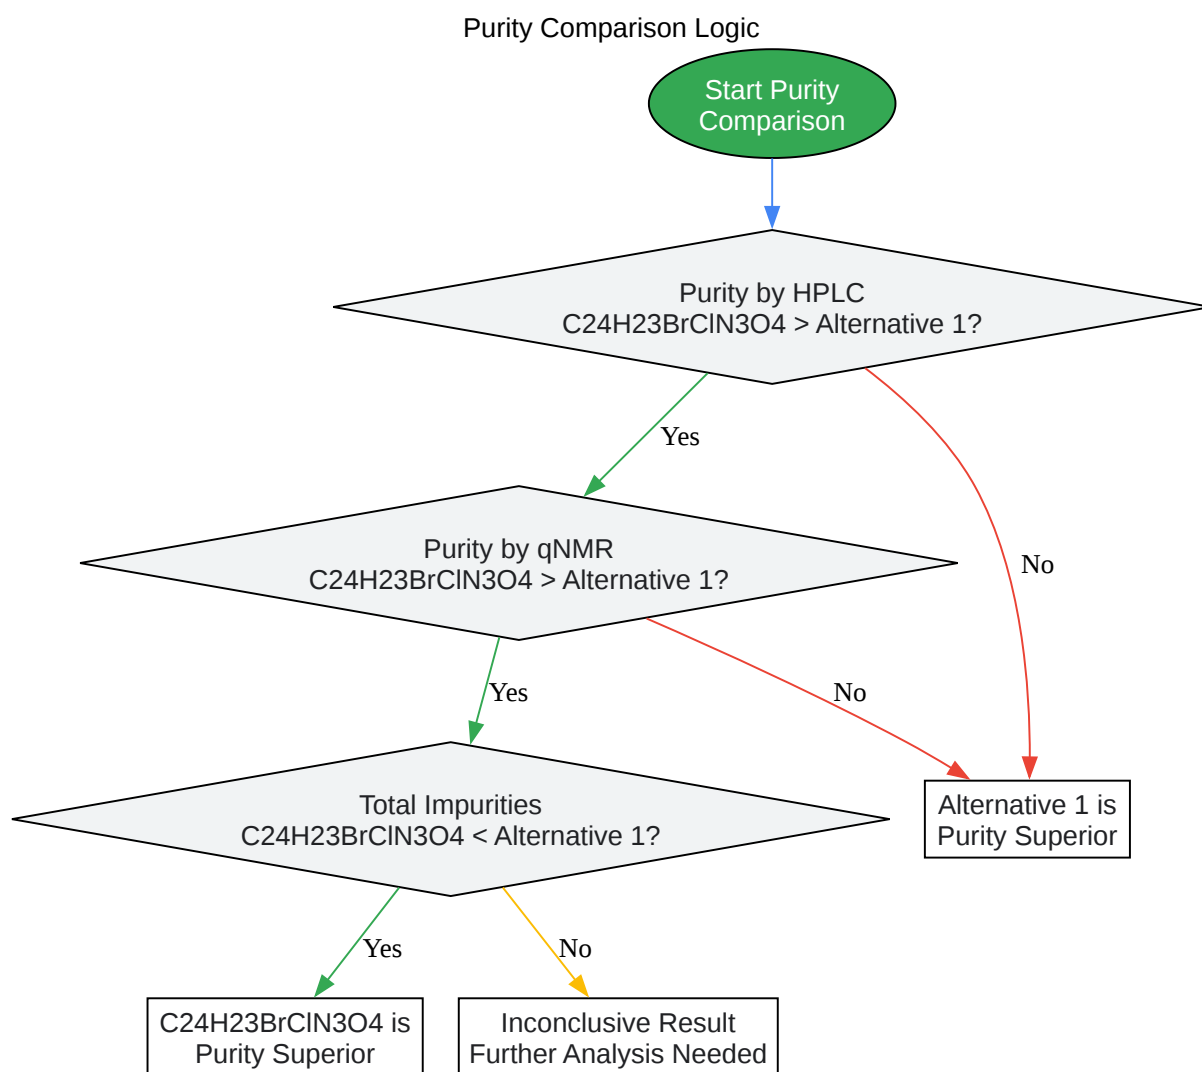 Purity Comparison Logic
Start Purity
Comparison
Purity by HPLC
C24H23BrClN3O4 > Alternative 1?
Yes
No
Purity by qNMR
C24H23BrClN3O4 > Alternative 1?
Yes
No
Total Impurities
C24H23BrClN3O4 < Alternative 1?
Alternative 1 is
Purity Superior
Yes
No
C24H23BrClN3O4 is
Purity Superior
Inconclusive Result
Further Analysis Needed